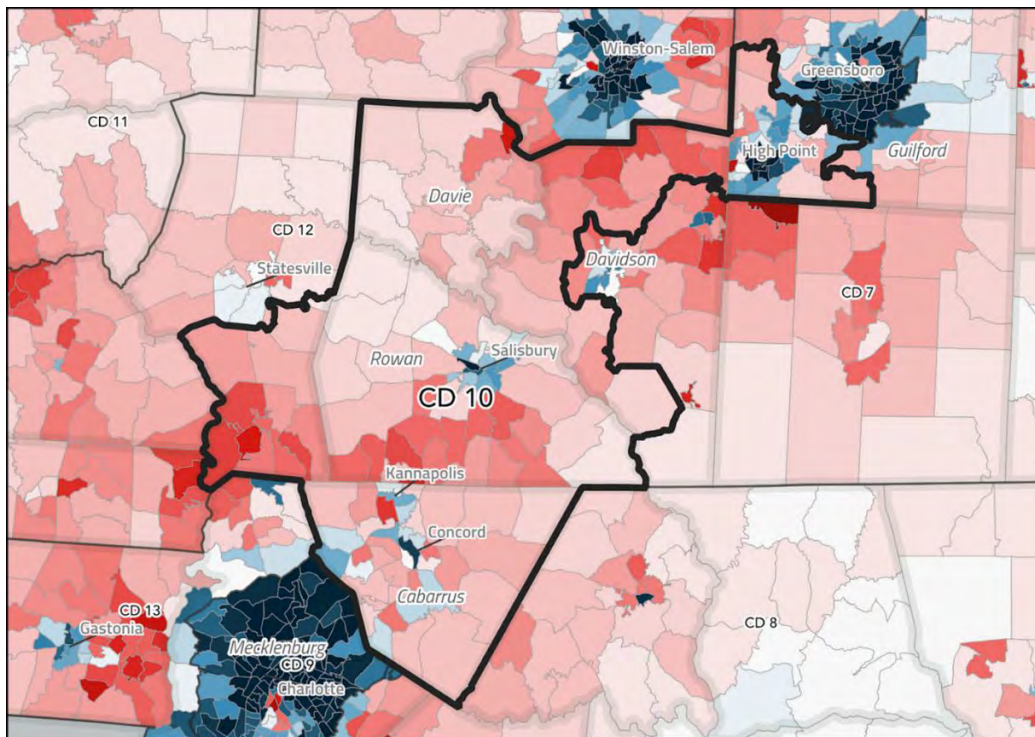 Winston-Salem
Greensboro
CD 11
High Point
Guilford
Davie
CD 12
Statesville
Davidson
CD 7
Rowan
Salisbury
CD 10
Kannapolis
Concord
Cabarrus
CD 13
Gastonia
Mecklenburg
CD 9
Charlotte
CD 8